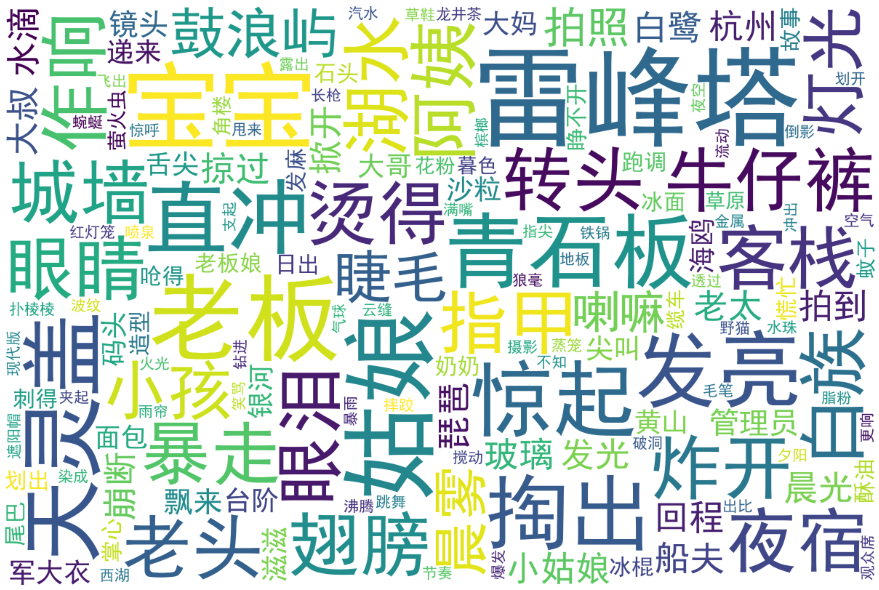 水滴
镜头
鼓浪屿
汽水
草鞋
龙井茶
大妈
拍照
白鹭
杭州
故事
灯光
作响
递来
宝宝
湖水
阿姨
雷峰塔
飞出
露出
石头
夜空
划开
大叔
萤火虫
蜿蜒
惊呼
角楼
甩来
长枪
掀开
槟榔
睁不开
流动
倒影
舌尖
掠过
发麻
大哥
花粉
暮色
转头
牛仔裤
跑调
城墙
直冲
支起
烫得
满嘴
沙粒
冰面
草原
红灯笼
喷泉
青石板
指尖
铁锅
海鸥
金属
冲出
空气
客栈
眼睛
呛得
老板娘
日出
睫毛
地板
狼毫
透过
蚊子
扑棱棱
波纹
老板
气球
云缝
姑娘
指甲
喇嘛
老太
缆车
慌忙
拍到
现代版
天灵盖
码头
造型
钻进
摄影
蒸笼
尖叫
野猫
水珠
火光
小孩
银河
笑骂
眼泪
奶奶
不知
惊起
发亮
白族
刺得
夹起
雨帘
暴雨
摔跤
琵琶
毛笔
脂粉
遮阳帽
面包
暴走
黄山
管理员
更响
崩断
玻璃
发光
破洞
夕阳
划出
染成
飘来
台阶
沸腾
跳舞
搅动
炸开
晨光
酥油
尾巴
掌心
老头
滋滋
翅膀
晨雾
掏出
出比
回程
夜宿
军大衣
西湖
节奏
爆发
小姑娘
冰棍
船夫
观众席